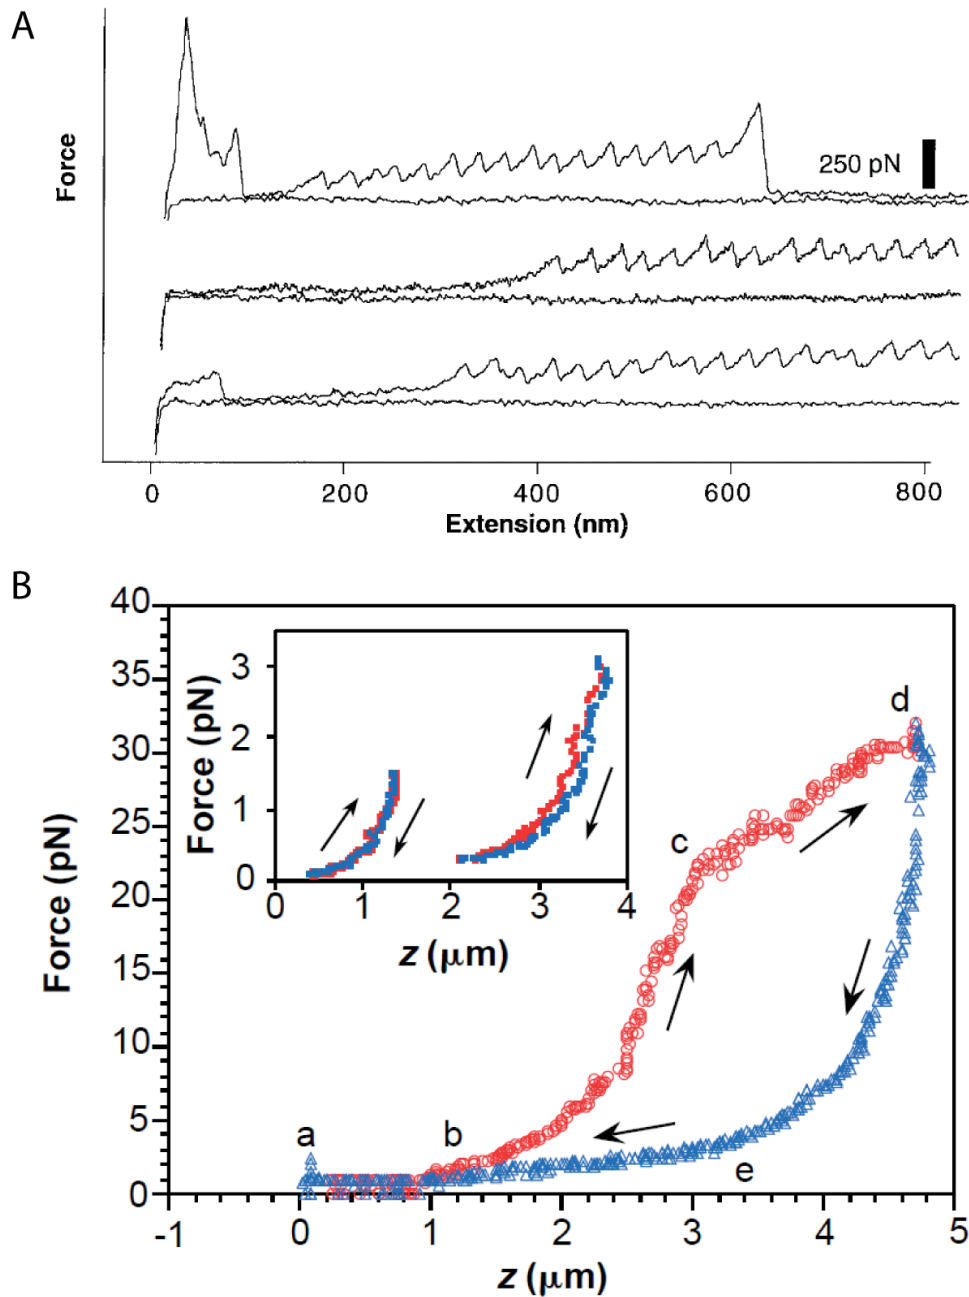 A
Force
250 pN
0 200 400 600 800
Extension (nm)
B
40
35
30
25
20
15
10
5
0
Force (pN)
3
2
1
0
Force (pN)
0 1 2 3 4
z (μm)
a
b
c
d
e
-1 0 1 2 3 4 5
z (μm)